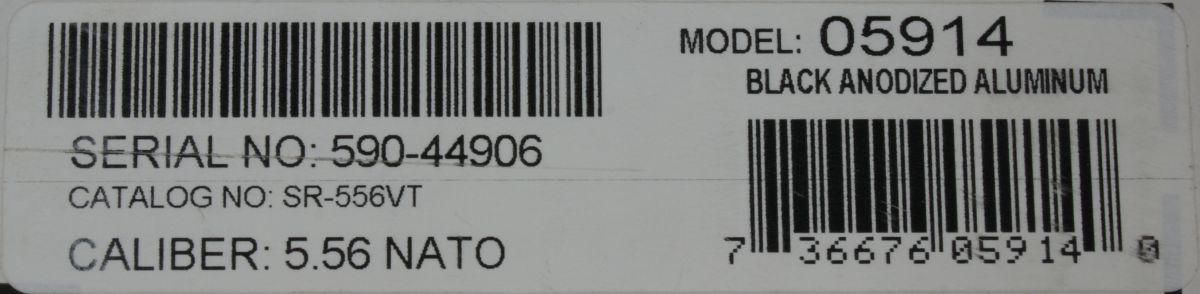 MODEL: 05914
BLACK ANODIZED ALUMINUM
SERIAL NO: 590-44906
CATALOG NO: SR-556VT
CALIBER: 5.56 NATO
7 36676 05914 0